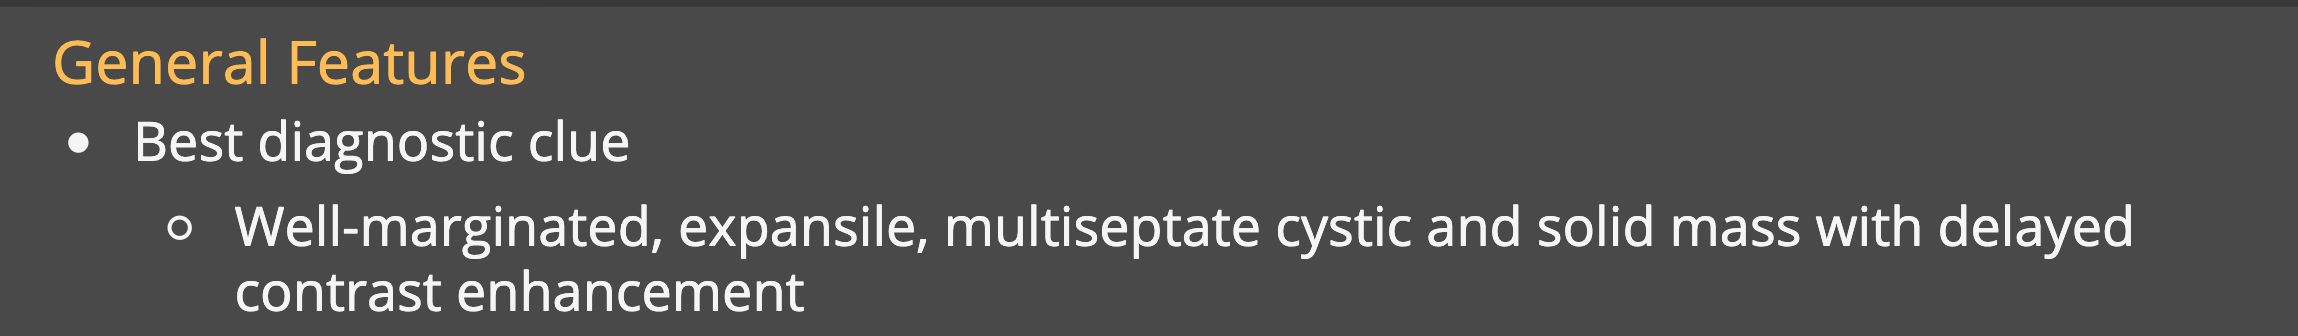 General Features
• Best diagnostic clue
○ Well-marginated, expansile, multiseptate cystic and solid mass with delayed
contrast enhancement